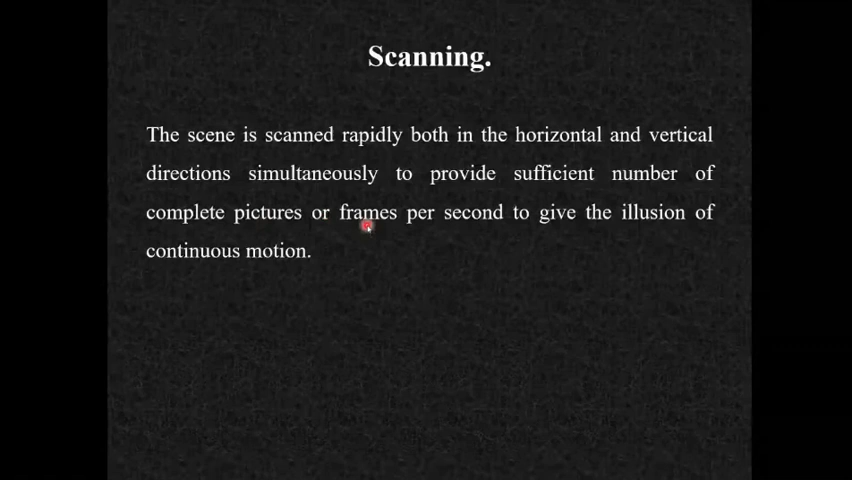 Scanning.
The scene is scanned rapidly both in the horizontal and vertical
directions simultaneously to provide sufficient number of
complete pictures or frames per second to give the illusion of
continuous motion.